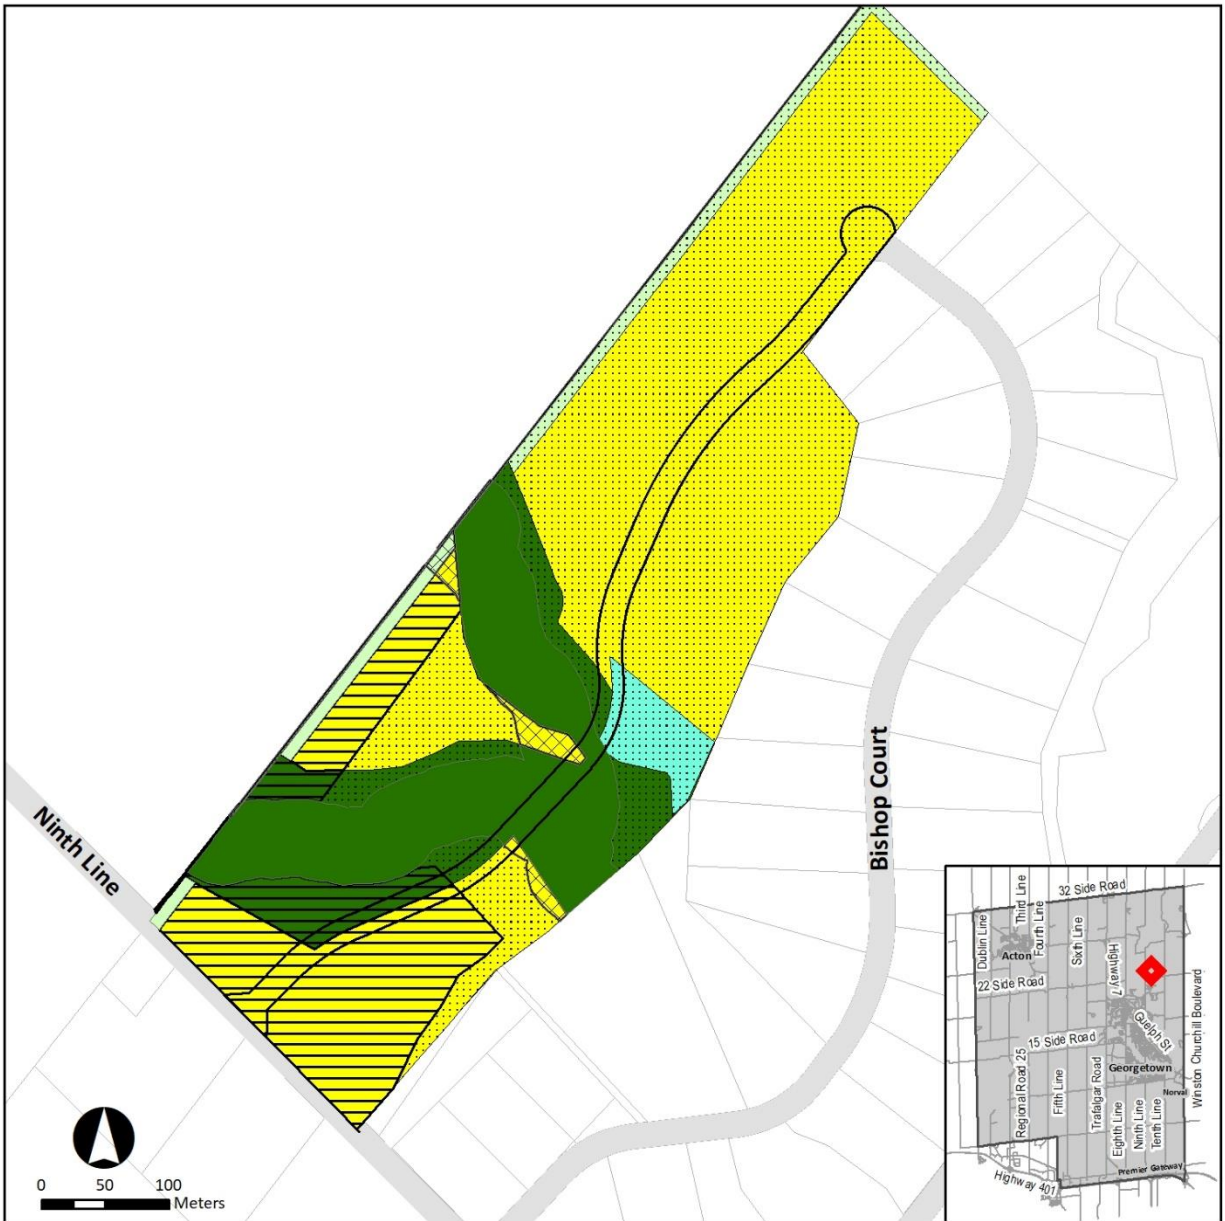 Ninth Line
Bishop Court
0 50 100
Meters
32 Side Road
Dublin Line
Third Line
Fourth Line
Sixth Line
Highway 7
Acton
22 Side Road
Guelph St
15 Side Road
Georgetown
Winston Churchill Boulevard
Regional Road 25
Fifth Line
Trafalgar Road
Eighth Line
Ninth Line
Tenth Line
Norval
Premier Gateway
Highway 401